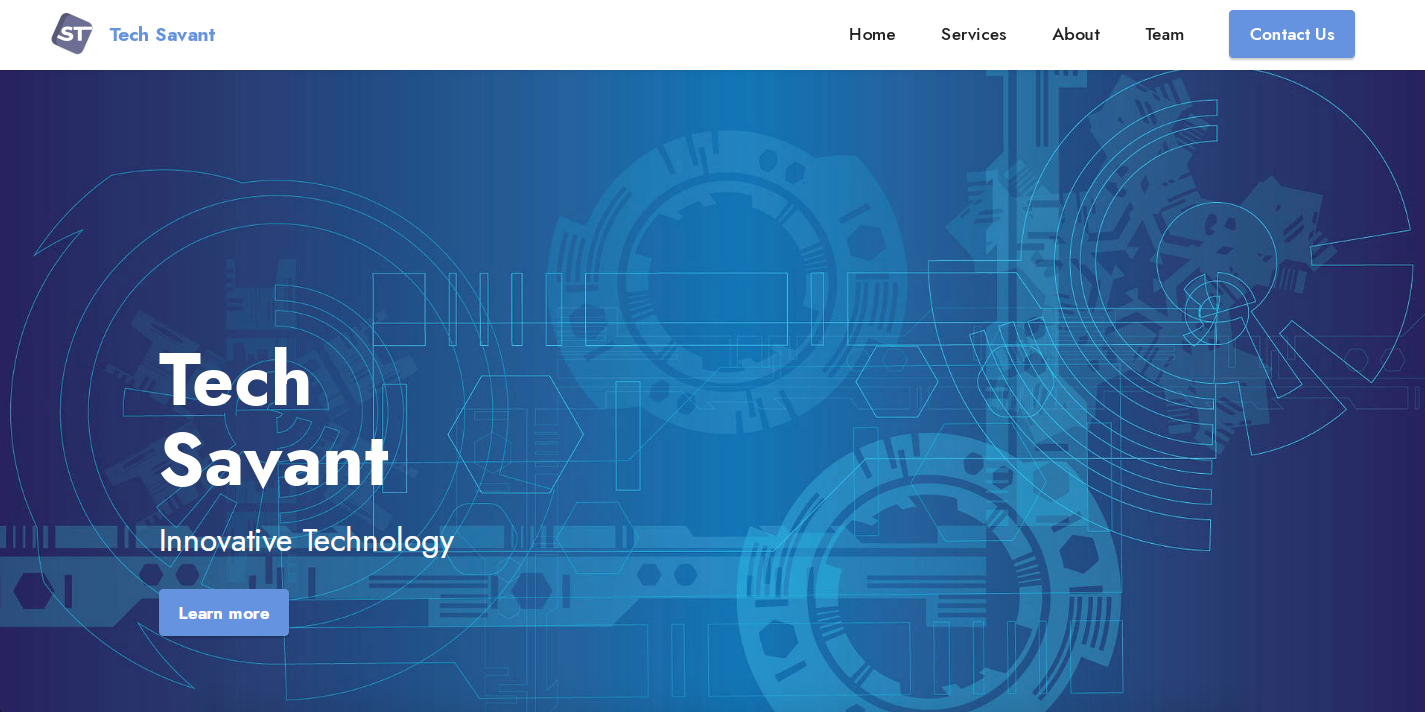 ST
Tech Savant
Home
Services
About
Team
Contact Us
Tech
Savant
Innovative Technology
Learn more